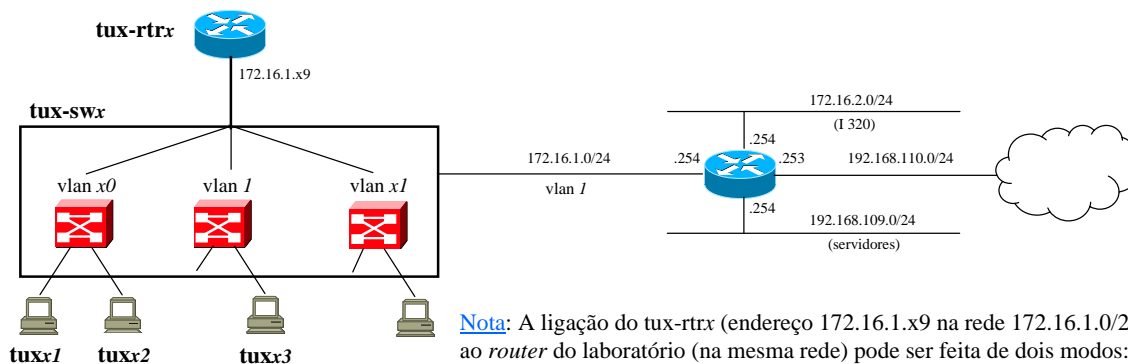 tux-rtrx
172.16.1.x9
tux-swx
172.16.2.0/24
(I 320)
.254
172.16.1.0/24
.254
.253
192.168.110.0/24
vlan x0
vlan 1
vlan x1
vlan 1
.254
192.168.109.0/24
(servidores)
Nota: A ligação do tux-rtrx (endereço 172.16.1.x9 na rede 172.16.1.0/2
tuxx1
tuxx2
tuxx3
ao router do laboratório (na mesma rede) pode ser feita de dois modos: